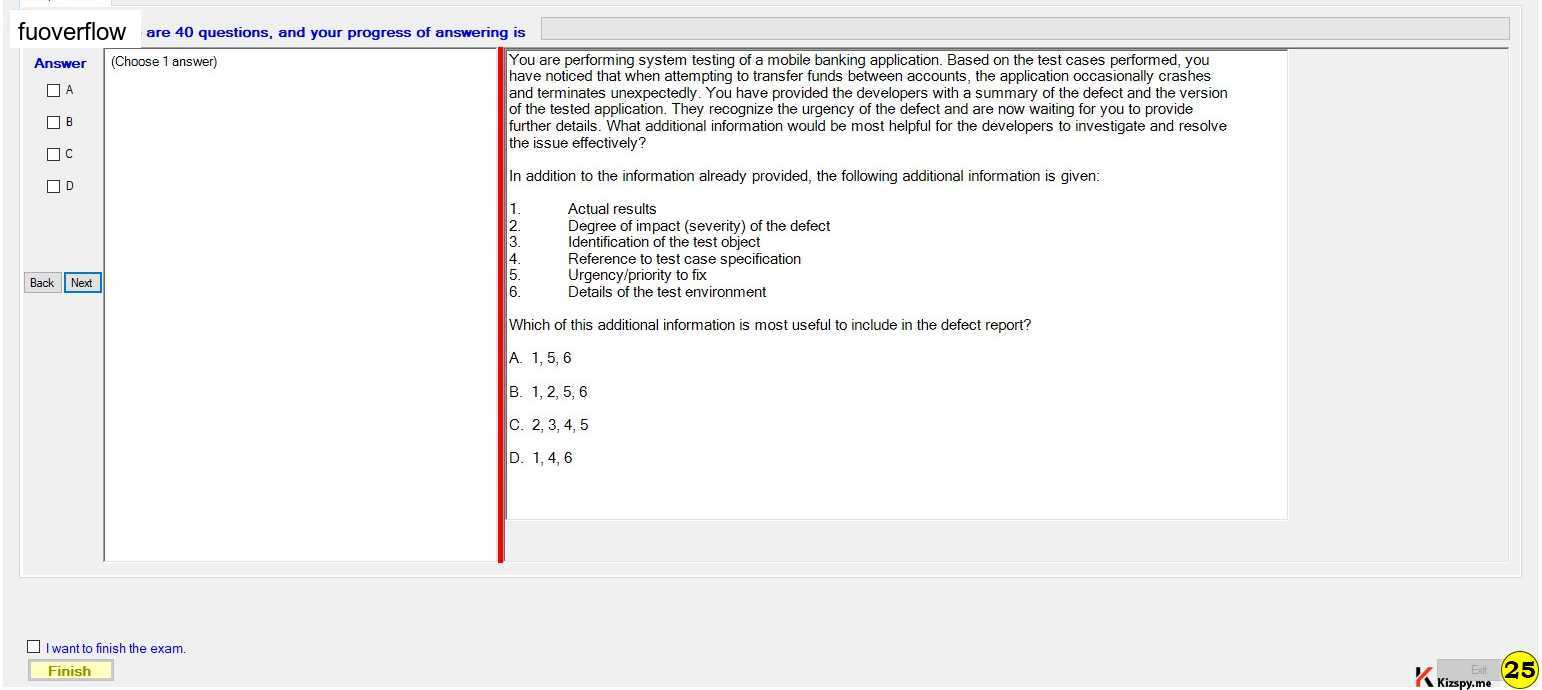 fuoverflow are 40 questions, and your progress of answering is
Answer
A
B
C
D
Back Next
(Choose 1 answer)
You are performing system testing of a mobile banking application. Based on the test cases performed, you
have noticed that when attempting to transfer funds between accounts, the application occasionally crashes
and terminates unexpectedly. You have provided the developers with a summary of the defect and the version
of the tested application. They recognize the urgency of the defect and are now waiting for you to provide
further details. What additional information would be most helpful for the developers to investigate and resolve
the issue effectively?
In addition to the information already provided, the following additional information is given:
1. Actual results
2. Degree of impact (severity) of the defect
3. Identification of the test object
4. Reference to test case specification
5. Urgency/priority to fix
6. Details of the test environment
Which of this additional information is most useful to include in the defect report?
A. 1, 5, 6
B. 1, 2, 5, 6
C. 2, 3, 4, 5
D. 1, 4, 6
I want to finish the exam.
Finish
Kizspy.me
Exit
25